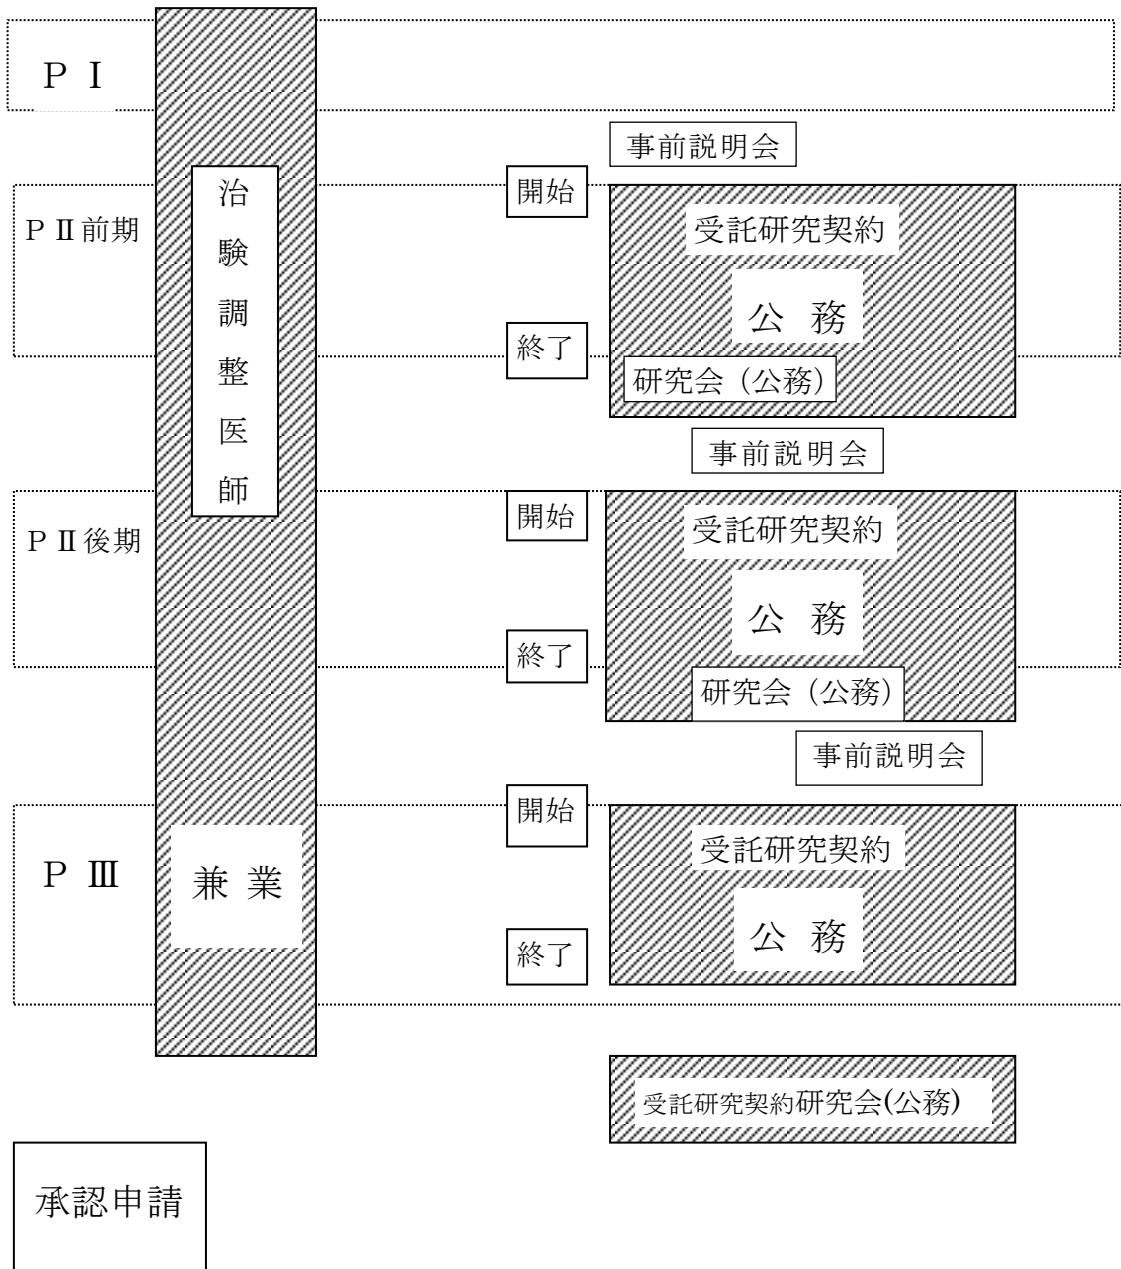 Ｐ Ⅰ
事前説明会
治験調整医師
開始
Ｐ Ⅱ前期
受託研究契約
公 務
終了
研究会（公務）
事前説明会
開始
Ｐ Ⅱ後期
受託研究契約
公 務
終了
研究会（公務）
事前説明会
開始
受託研究契約
Ｐ Ⅲ
兼 業
公 務
終了
受託研究契約研究会(公務)
承認申請